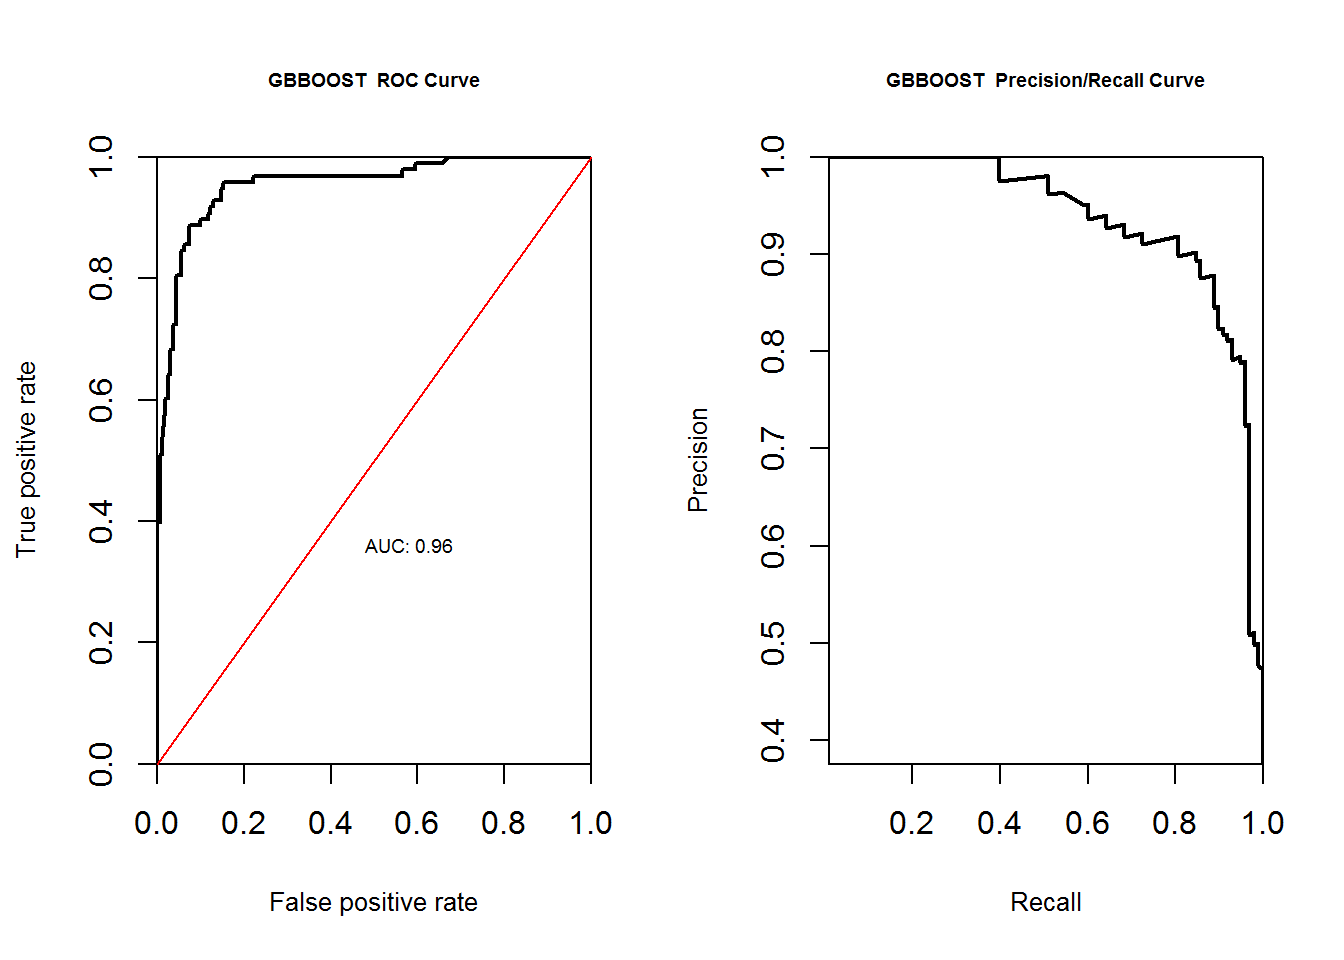 GBBOOST  ROC Curve
True positive rate
1.0
0.8
0.6
0.4
0.2
0.0
AUC: 0.96
0.0 0.2 0.4 0.6 0.8 1.0
False positive rate
GBBOOST  Precision/Recall Curve
Precision
1.0
0.9
0.8
0.7
0.6
0.5
0.4
0.2 0.4 0.6 0.8 1.0
Recall